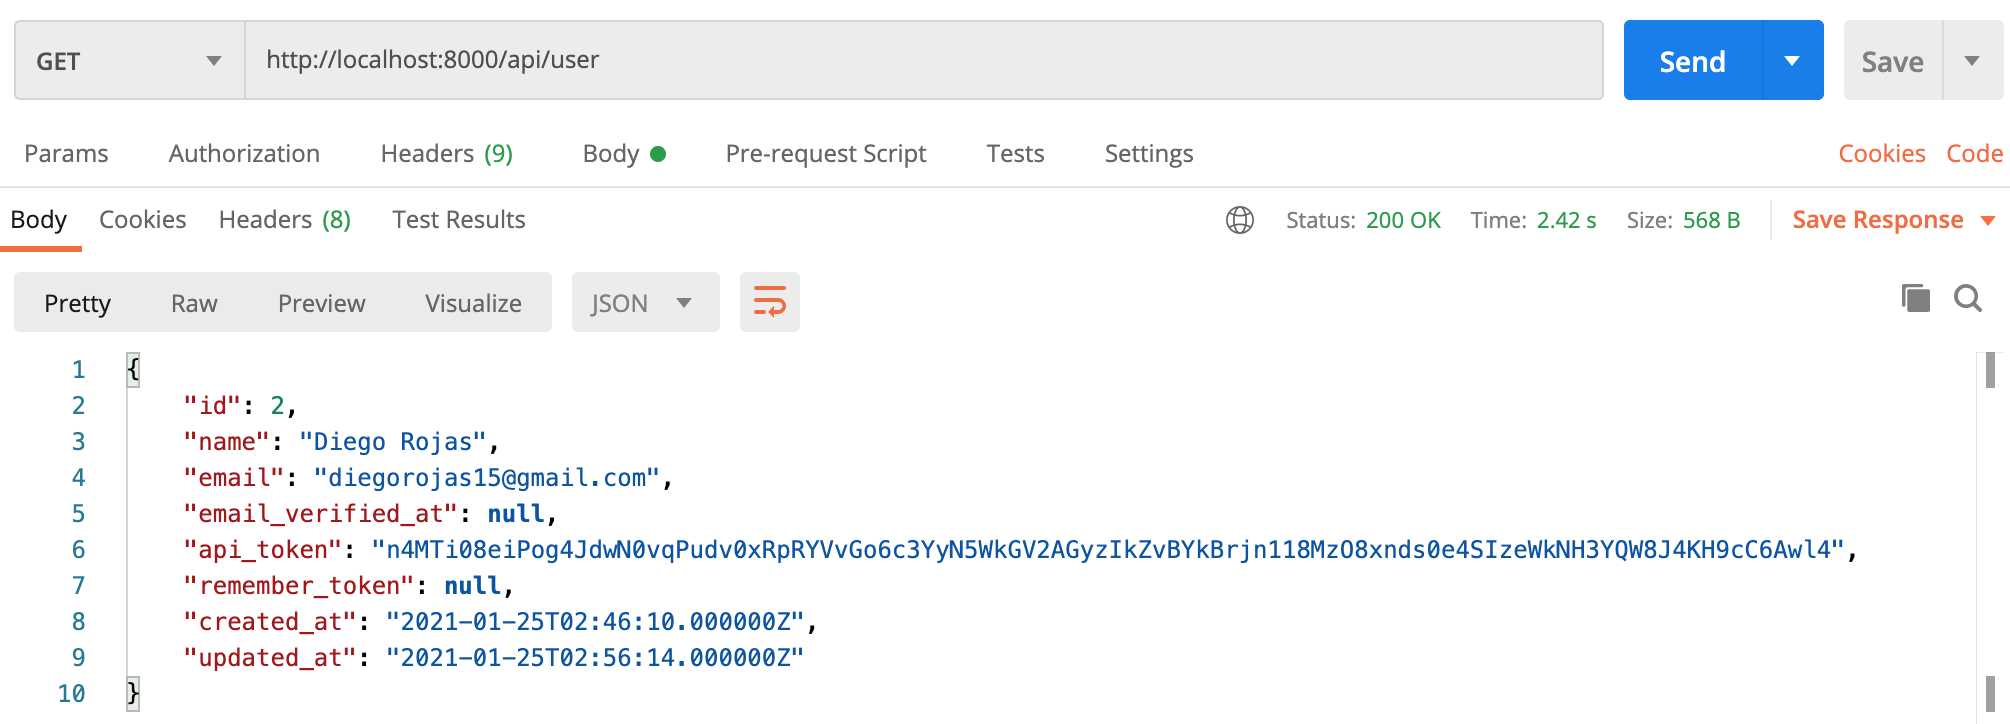 GET http://localhost:8000/api/user Send Save
Params Authorization Headers (9) Body Pre-request Script Tests Settings Cookies Code
Body Cookies Headers (8) Test Results Status: 200 OK Time: 2.42 s Size: 568 B Save Response
Pretty Raw Preview Visualize JSON
1 {
2 "id": 2,
3 "name": "Diego Rojas",
4 "email": "diegorojas15@gmail.com",
5 "email_verified_at": null,
6 "api_token": "n4MTi08eiPog4JdwN0vqPudv0xRpRYVvGo6c3YyN5WkGV2AGyzIkZvBYkBrjn118MzO8xnds0e4SIzeWkNH3YQW8J4KH9cC6Awl4",
7 "remember_token": null,
8 "created_at": "2021-01-25T02:46:10.000000Z",
9 "updated_at": "2021-01-25T02:56:14.000000Z"
10 }